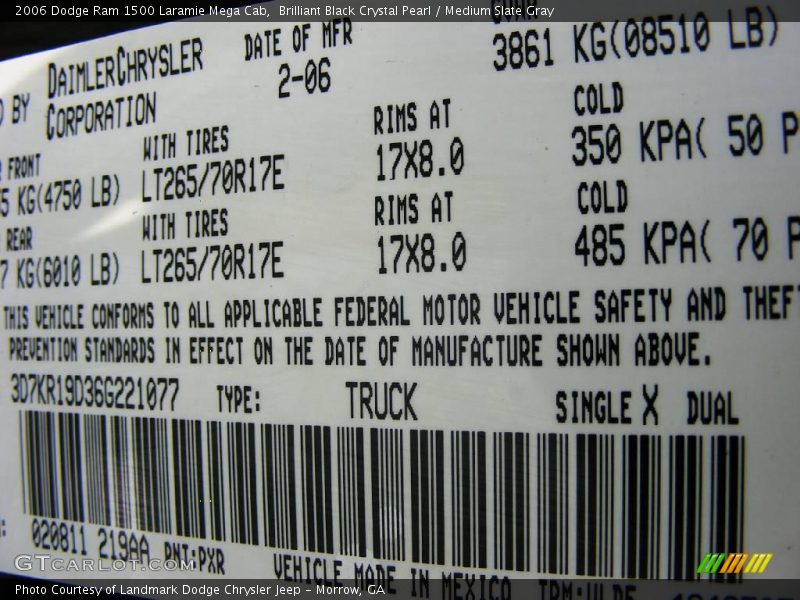 2006 Dodge Ram 1500 Laramie Mega Cab, Brilliant Black Crystal Pearl / Medium Slate Gray
DAIMLERCHRYSLER DATE OF MFR
BY CORPORATION 2-06 3861 KG(08510 LB)
FRONT WITH TIRES RIMS AT COLD
5 KG(4750 LB) LT265/70R17E 17X8.0 350 KPA( 50 P
REAR WITH TIRES RIMS AT COLD
7 KG(6010 LB) LT265/70R17E 17X8.0 485 KPA( 70 P
THIS VEHICLE CONFORMS TO ALL APPLICABLE FEDERAL MOTOR VEHICLE SAFETY AND THEF
PREVENTION STANDARDS IN EFFECT ON THE DATE OF MANUFACTURE SHOWN ABOVE.
3D7KR19D36G221077 TYPE: TRUCK SINGLE X DUAL
020811 219AA PNT:PXR
VEHICLE MADE IN MEXICO
GTCARLOT.COM
Photo Courtesy of Landmark Dodge Chrysler Jeep – Morrow, GA